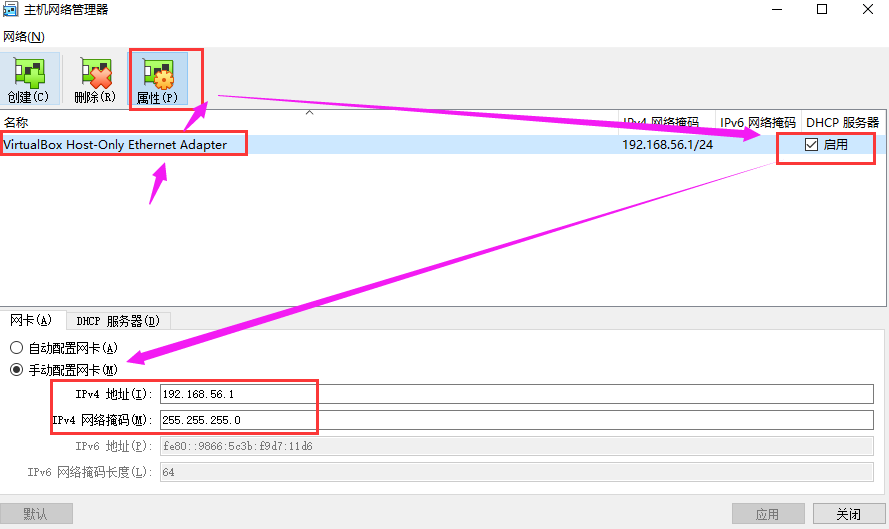 主机网络管理器
网络(N)
创建(C)
删除(R)
属性(P)
名称 IPv4 网络掩码 IPv6 网络掩码 DHCP 服务器
VirtualBox Host-Only Ethernet Adapter 192.168.56.1/24 启用
网卡(A) DHCP 服务器(D)
自动配置网卡(A)
手动配置网卡(M)
IPv4 地址(I): 192.168.56.1
IPv4 网络掩码(M): 255.255.255.0
IPv6 地址(P): fe80::9866:5c3b:f9d7:11d6
IPv6 网络掩码长度(L): 64
默认 应用 关闭